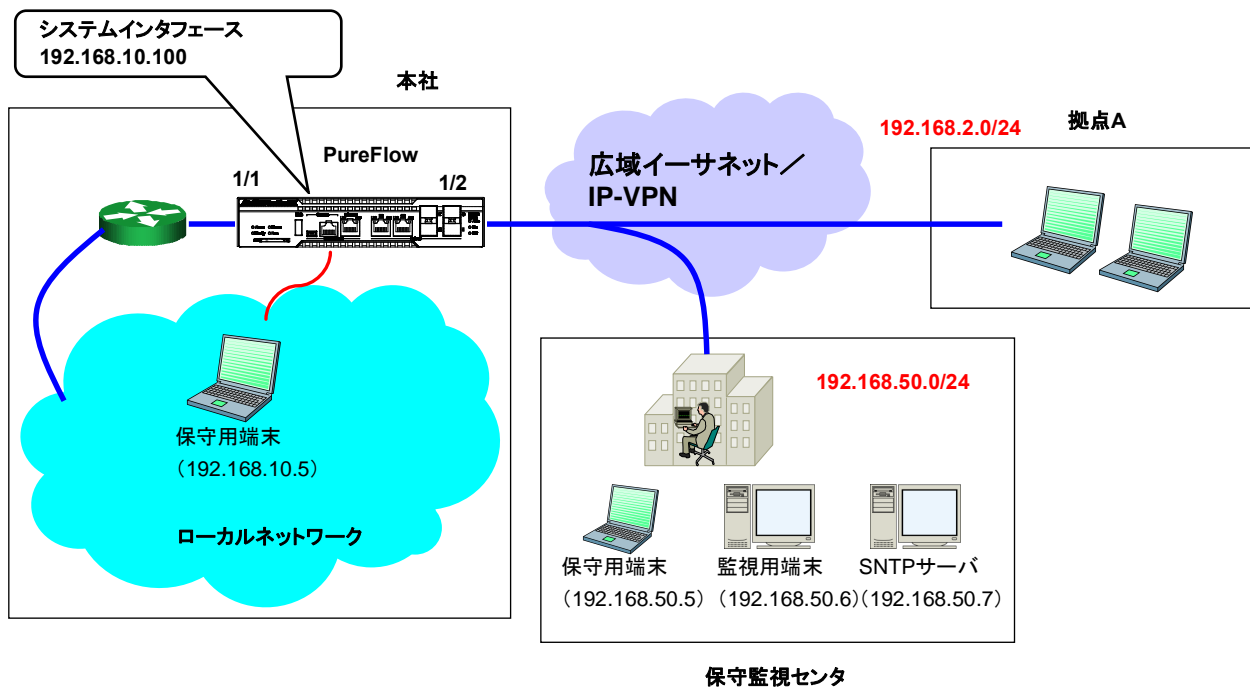 システムインタフェース
192.168.10.100
本社
PureFlow
1/1
1/2
広域イーサネット／
IP-VPN
192.168.2.0/24
拠点A
保守用端末
（192.168.10.5）
ローカルネットワーク
192.168.50.0/24
保守用端末
（192.168.50.5）
監視用端末
（192.168.50.6）
SNTPサーバ
（192.168.50.7）
保守監視センタ